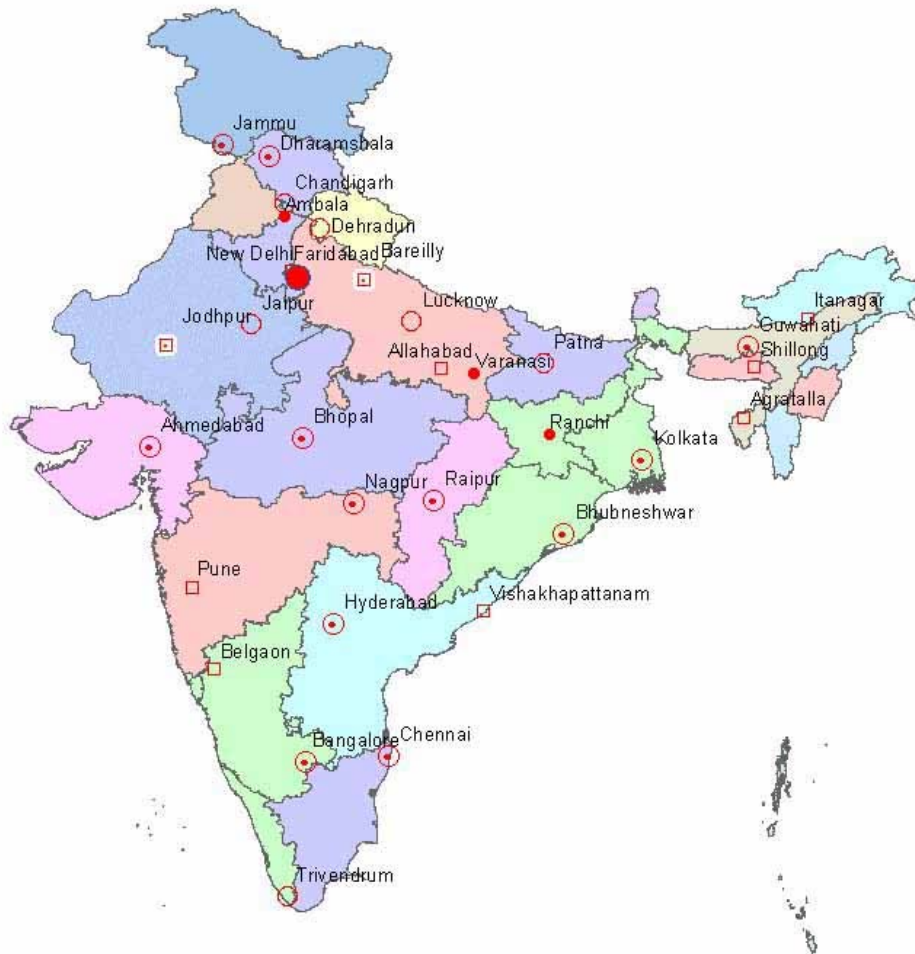 Jammu
Dharamshala
Chandigarh
Ambala
Dehradun
New Delhi
Faridabad
Bareilly
Jaipur
Jodhpur
Lucknow
Itanagar
Guwahati
Shillong
Allahabad
Varanasi
Patna
Agratalla
Ahmedabad
Bhopal
Ranchi
Kolkata
Nagpur
Raipur
Bhubneshwar
Pune
Hyderabad
Vishakhapattanam
Belgaon
Bangalore
Chennai
Trivendrum